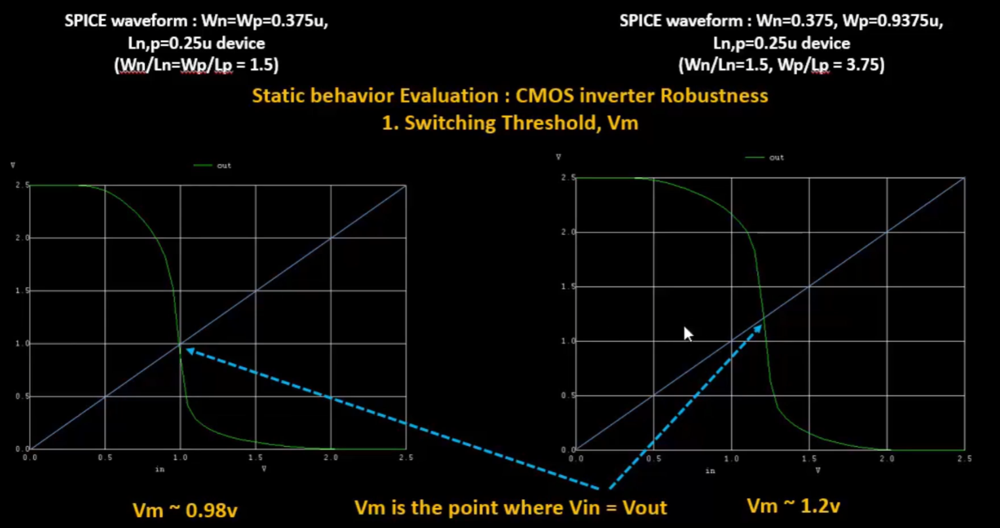 SPICE waveform : Wn=Wp=0.375u,
Ln,p=0.25u device
(Wn/Ln=Wp/Lp = 1.5)
SPICE waveform : Wn=0.375, Wp=0.9375u,
Ln,p=0.25u device
(Wn/Ln=1.5, Wp/Lp = 3.75)
Static behavior Evaluation : CMOS inverter Robustness
1. Switching Threshold, Vm
V
out
2.5
2.0
1.5
1.0
0.5
0.0
0.0 0.5 1.0 1.5 2.0 2.5
in V
V
out
2.5
2.0
1.5
1.0
0.5
0.0
0.0 0.5 1.0 1.5 2.0 2.5
in V
Vm ~ 0.98v
Vm is the point where Vin = Vout
Vm ~ 1.2v